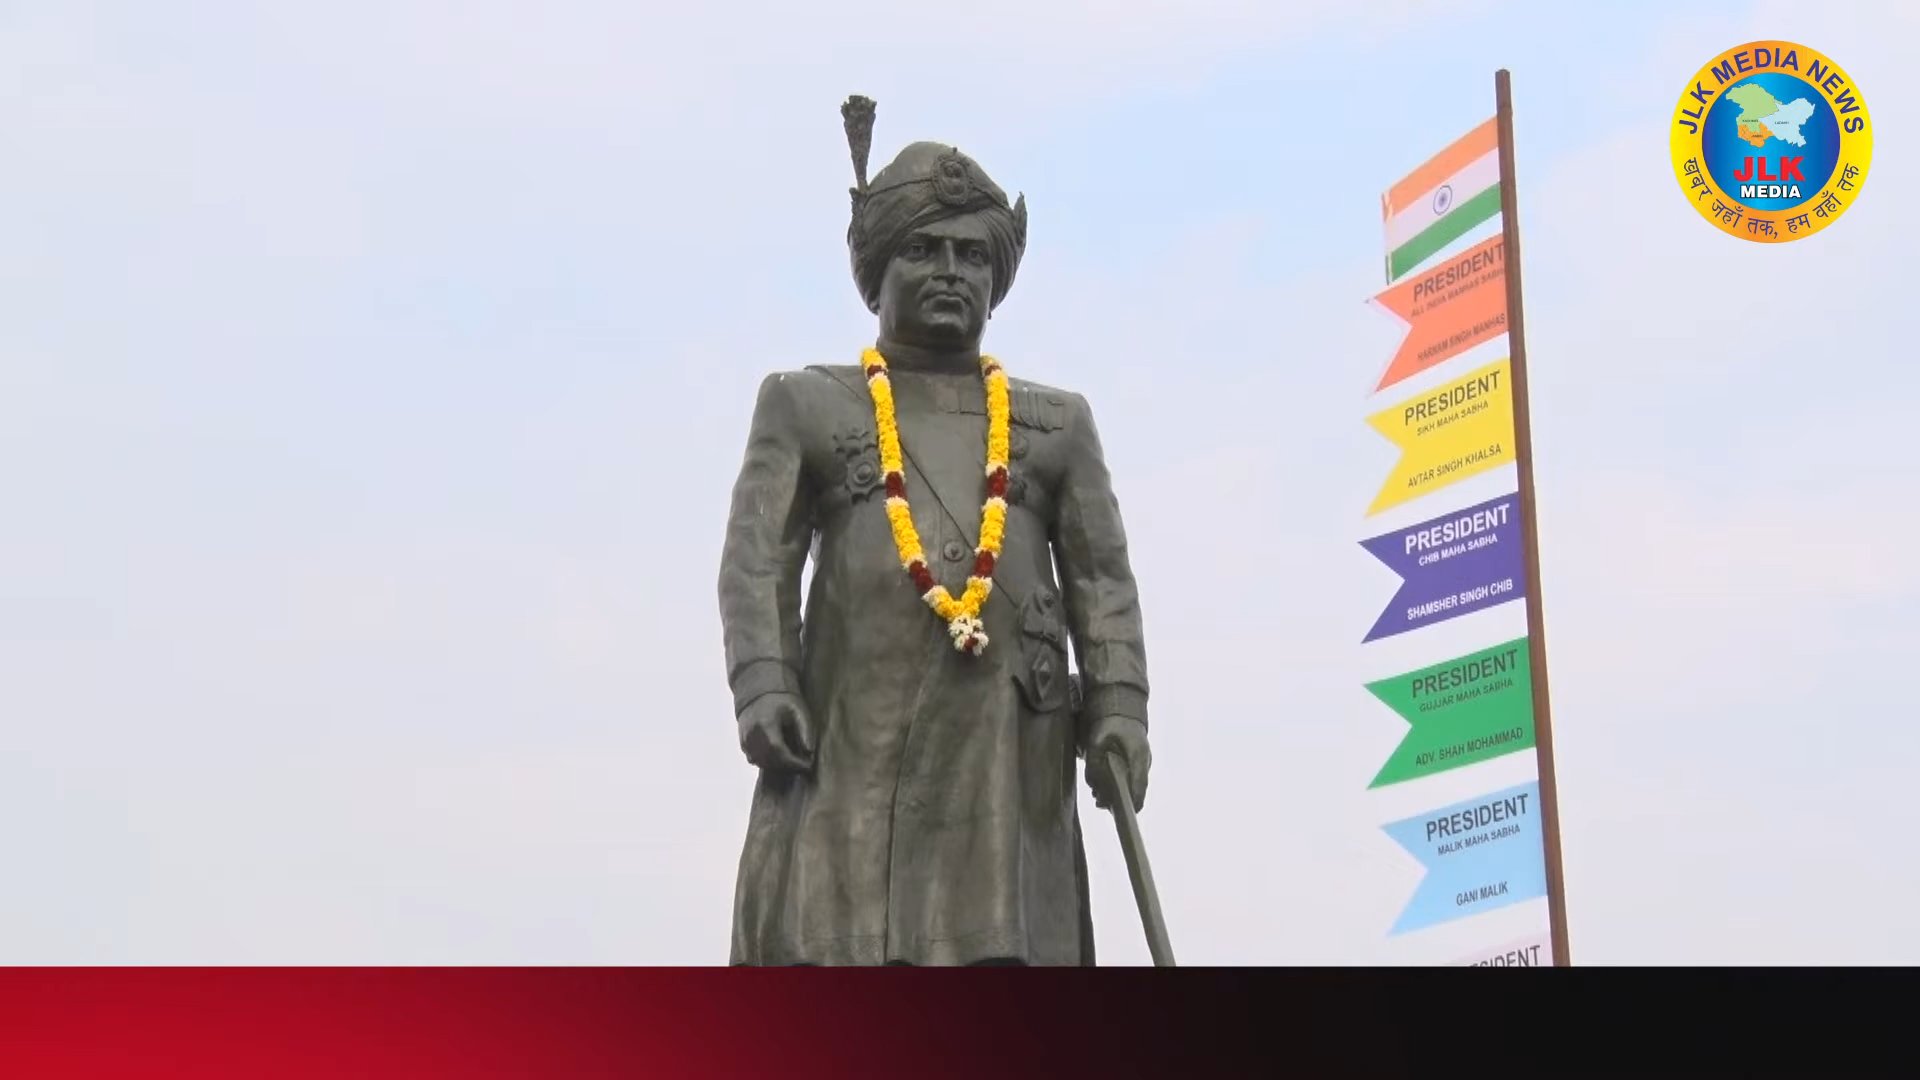 JLK MEDIA NEWS
JLK
MEDIA
खबर जहाँ तक, हम वहाँ तक
PRESIDENT
ALL INDIA MANHAS SABHA
HARNAM SINGH MANHAS
PRESIDENT
SIKH MAHA SABHA
AVTAR SINGH KHALSA
PRESIDENT
CHIB MAHA SABHA
SHAMSHER SINGH CHIB
PRESIDENT
GUJJAR MAHA SABHA
ADV. SHAH MOHAMMAD
PRESIDENT
MALIK MAHA SABHA
GANI MALIK